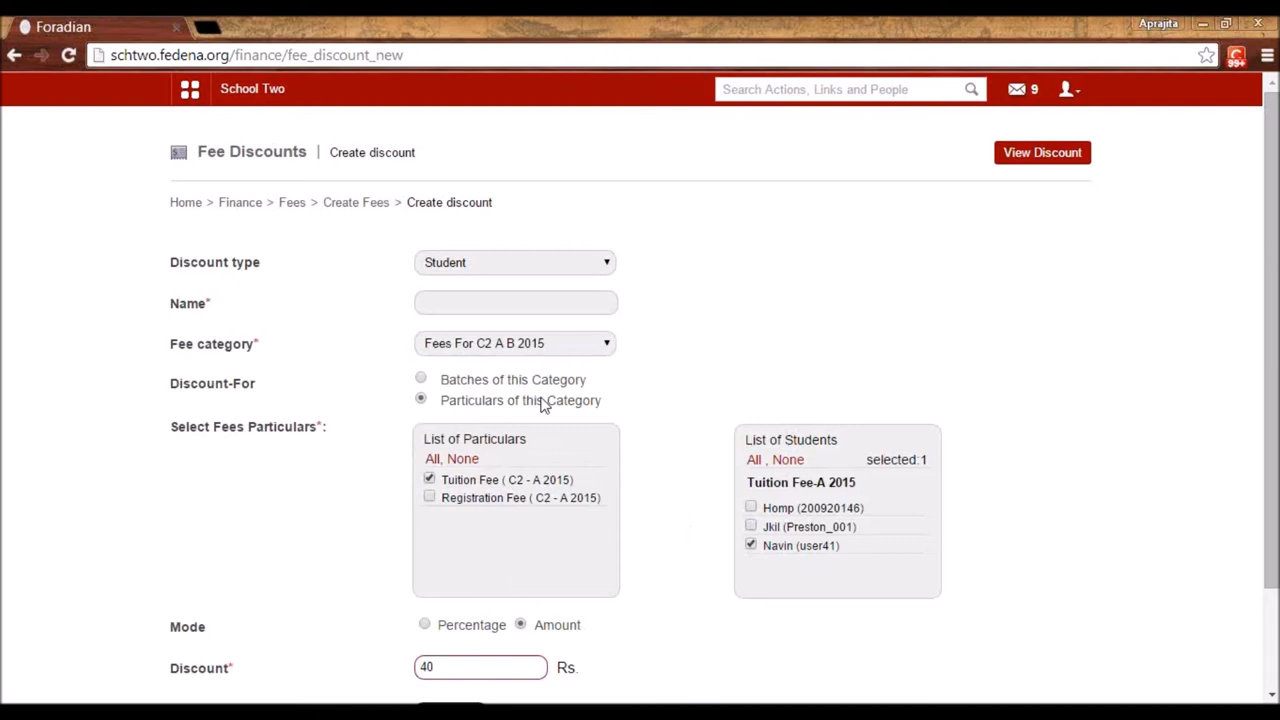 Foradian
Aprajita
schtwo.fedena.org/finance/fee_discount_new
99+
School Two
Search Actions, Links and People
9
Fee Discounts | Create discount
View Discount
Home > Finance > Fees > Create Fees > Create discount
Discount type
Student
Name*
Fee category*
Fees For C2 A B 2015
Discount-For
Batches of this Category
Particulars of this Category
Select Fees Particulars*:
List of Particulars
All, None
Tuition Fee ( C2 - A 2015)
Registration Fee ( C2 - A 2015)
List of Students
All , None selected:1
Tuition Fee-A 2015
Homp (200920146)
Jkil (Preston_001)
Navin (user41)
Mode
Percentage Amount
Discount*
40 Rs.